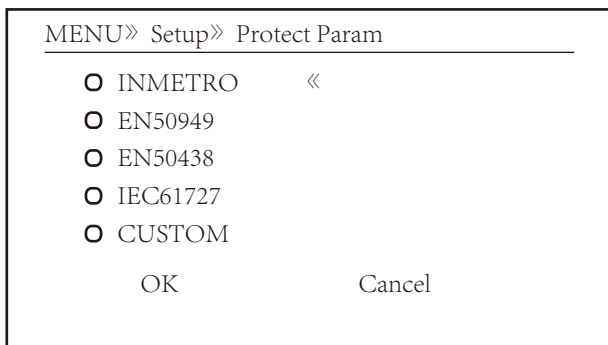 MENU》 Setup》 Protect Param
INMETRO 《
EN50949
EN50438
IEC61727
CUSTOM
OK Cancel